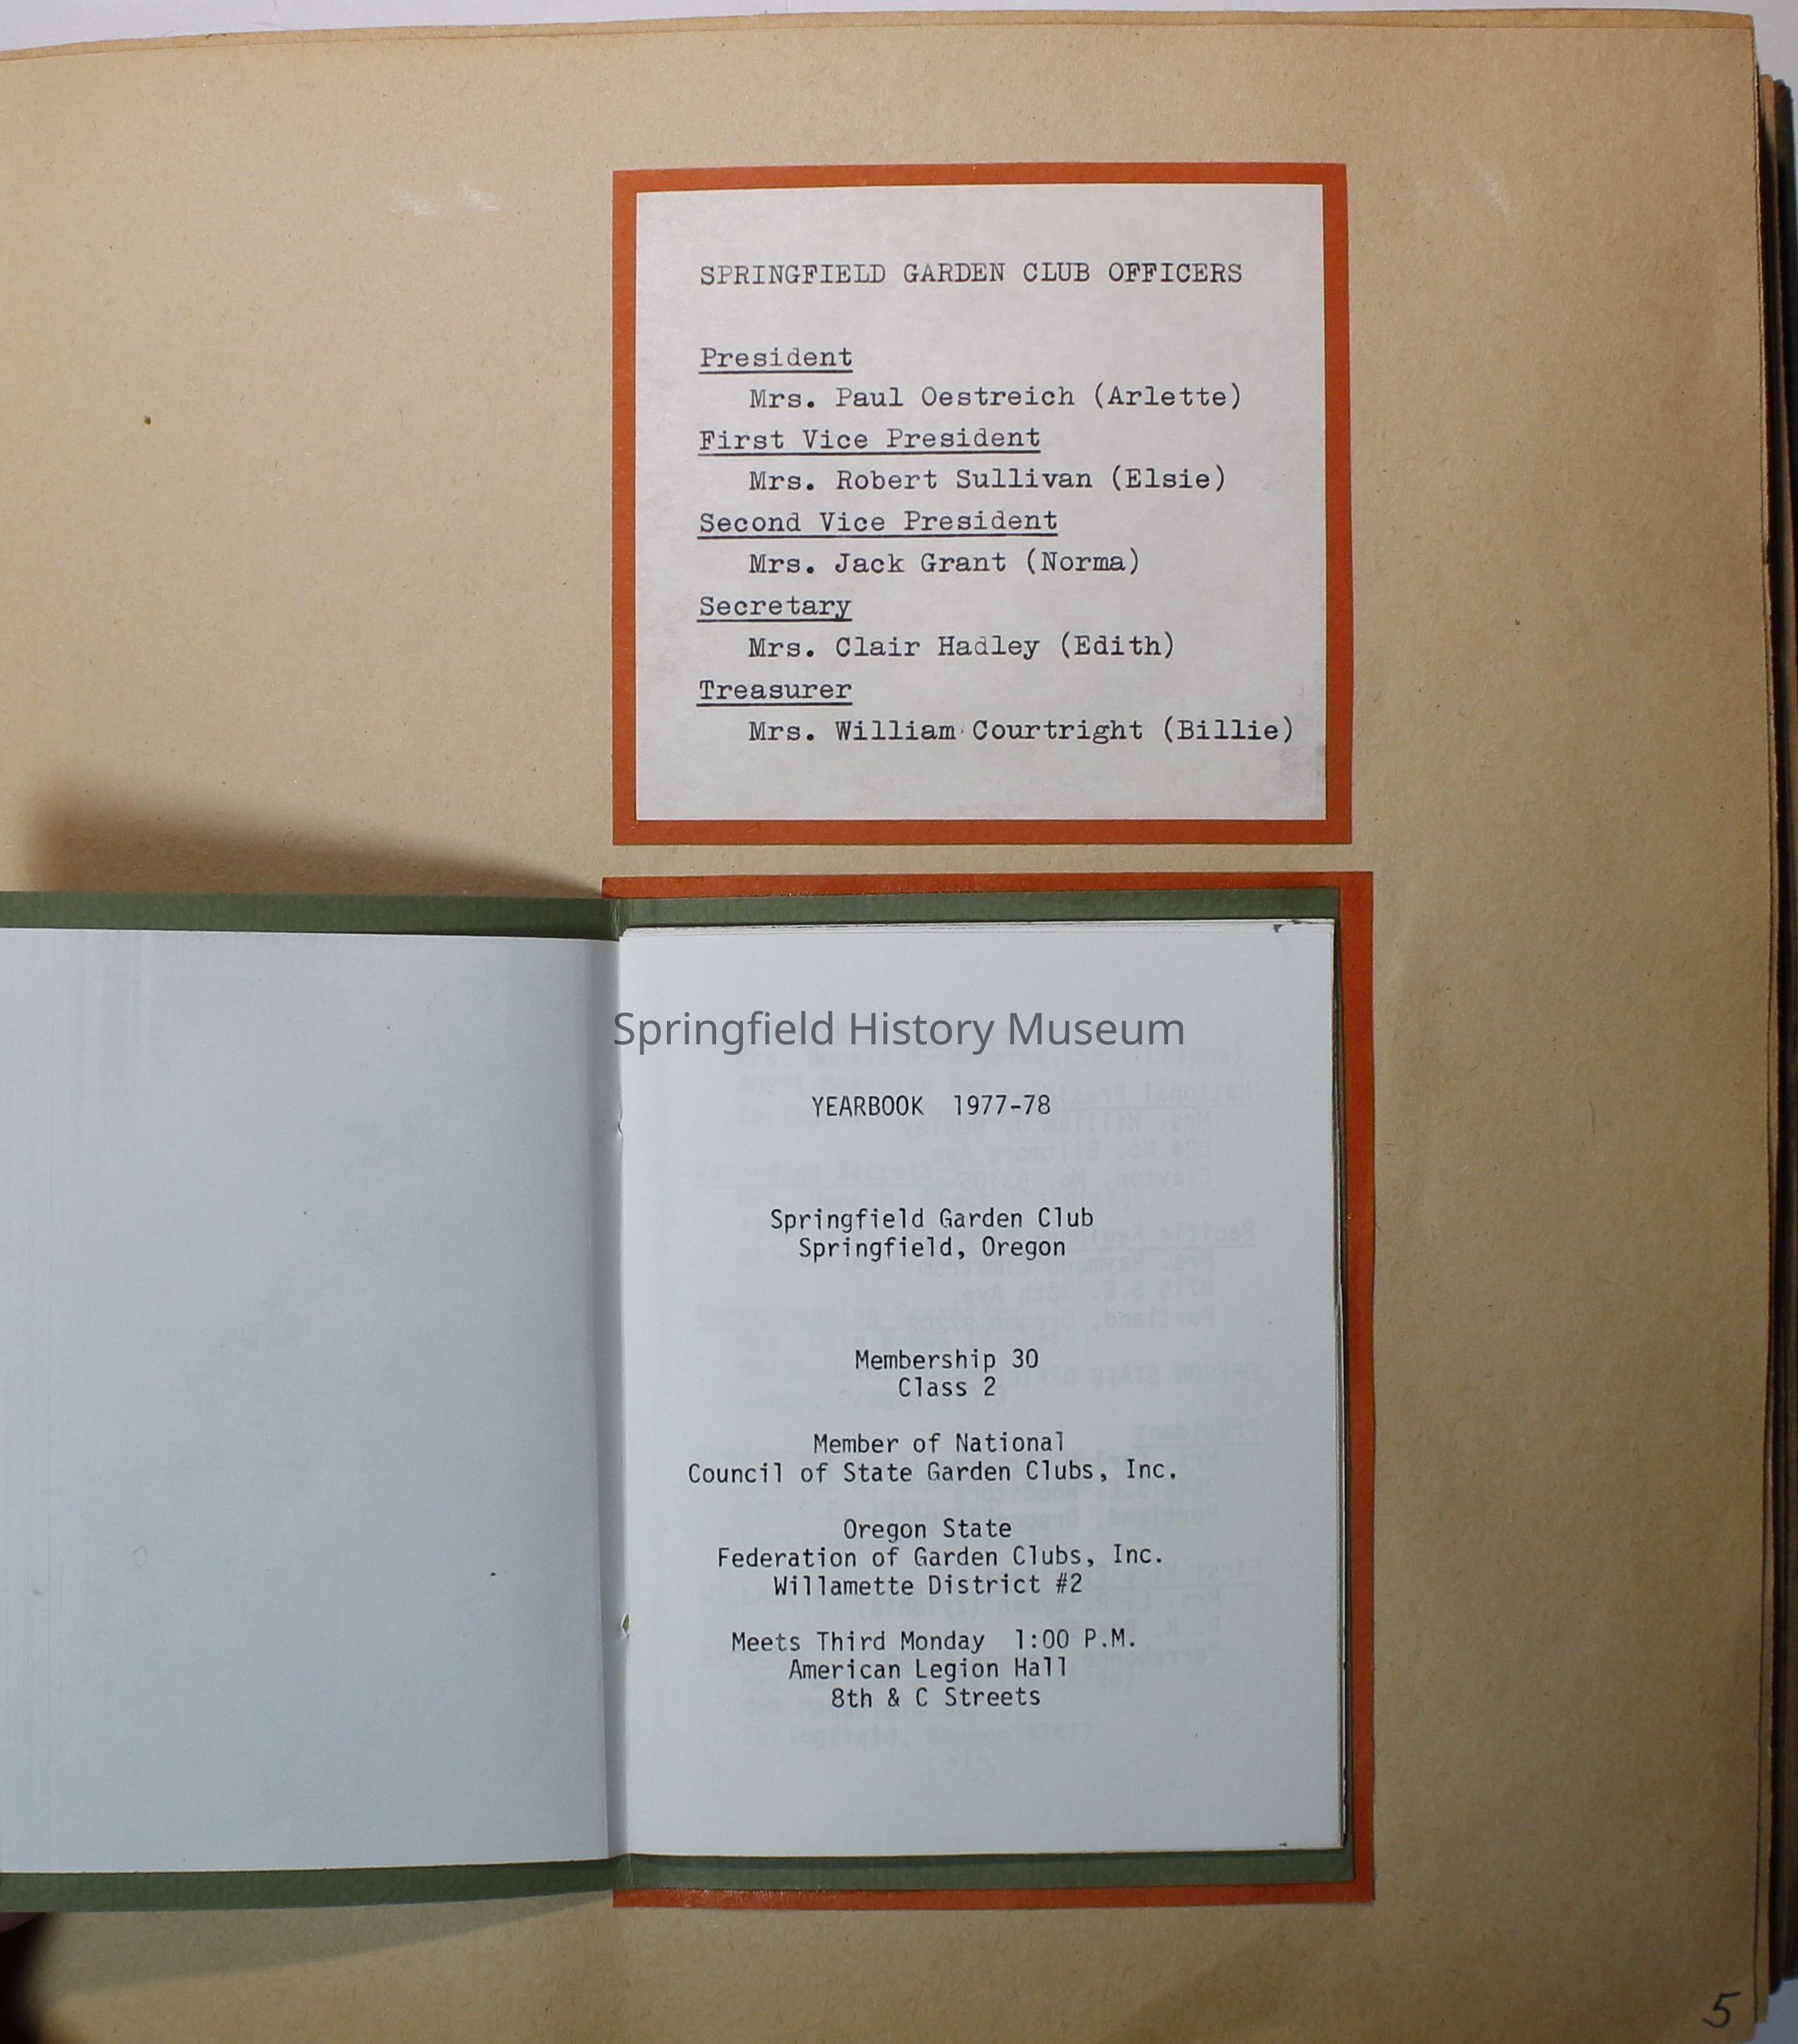 SPRINGFIELD GARDEN CLUB OFFICERS
President
Mrs. Paul Oestreich (Arlette)
First Vice President
Mrs. Robert Sullivan (Elsie)
Second Vice President
Mrs. Jack Grant (Norma)
Secretary
Mrs. Clair Hadley (Edith)
Treasurer
Mrs. William Courtright (Billie)
Springfield History Museum
YEARBOOK 1977-78
Springfield Garden Club
Springfield, Oregon
Membership 30
Class 2
Member of National
Council of State Garden Clubs, Inc.
Oregon State
Federation of Garden Clubs, Inc.
Willamette District #2
Meets Third Monday 1:00 P.M.
American Legion Hall
8th & C Streets
5